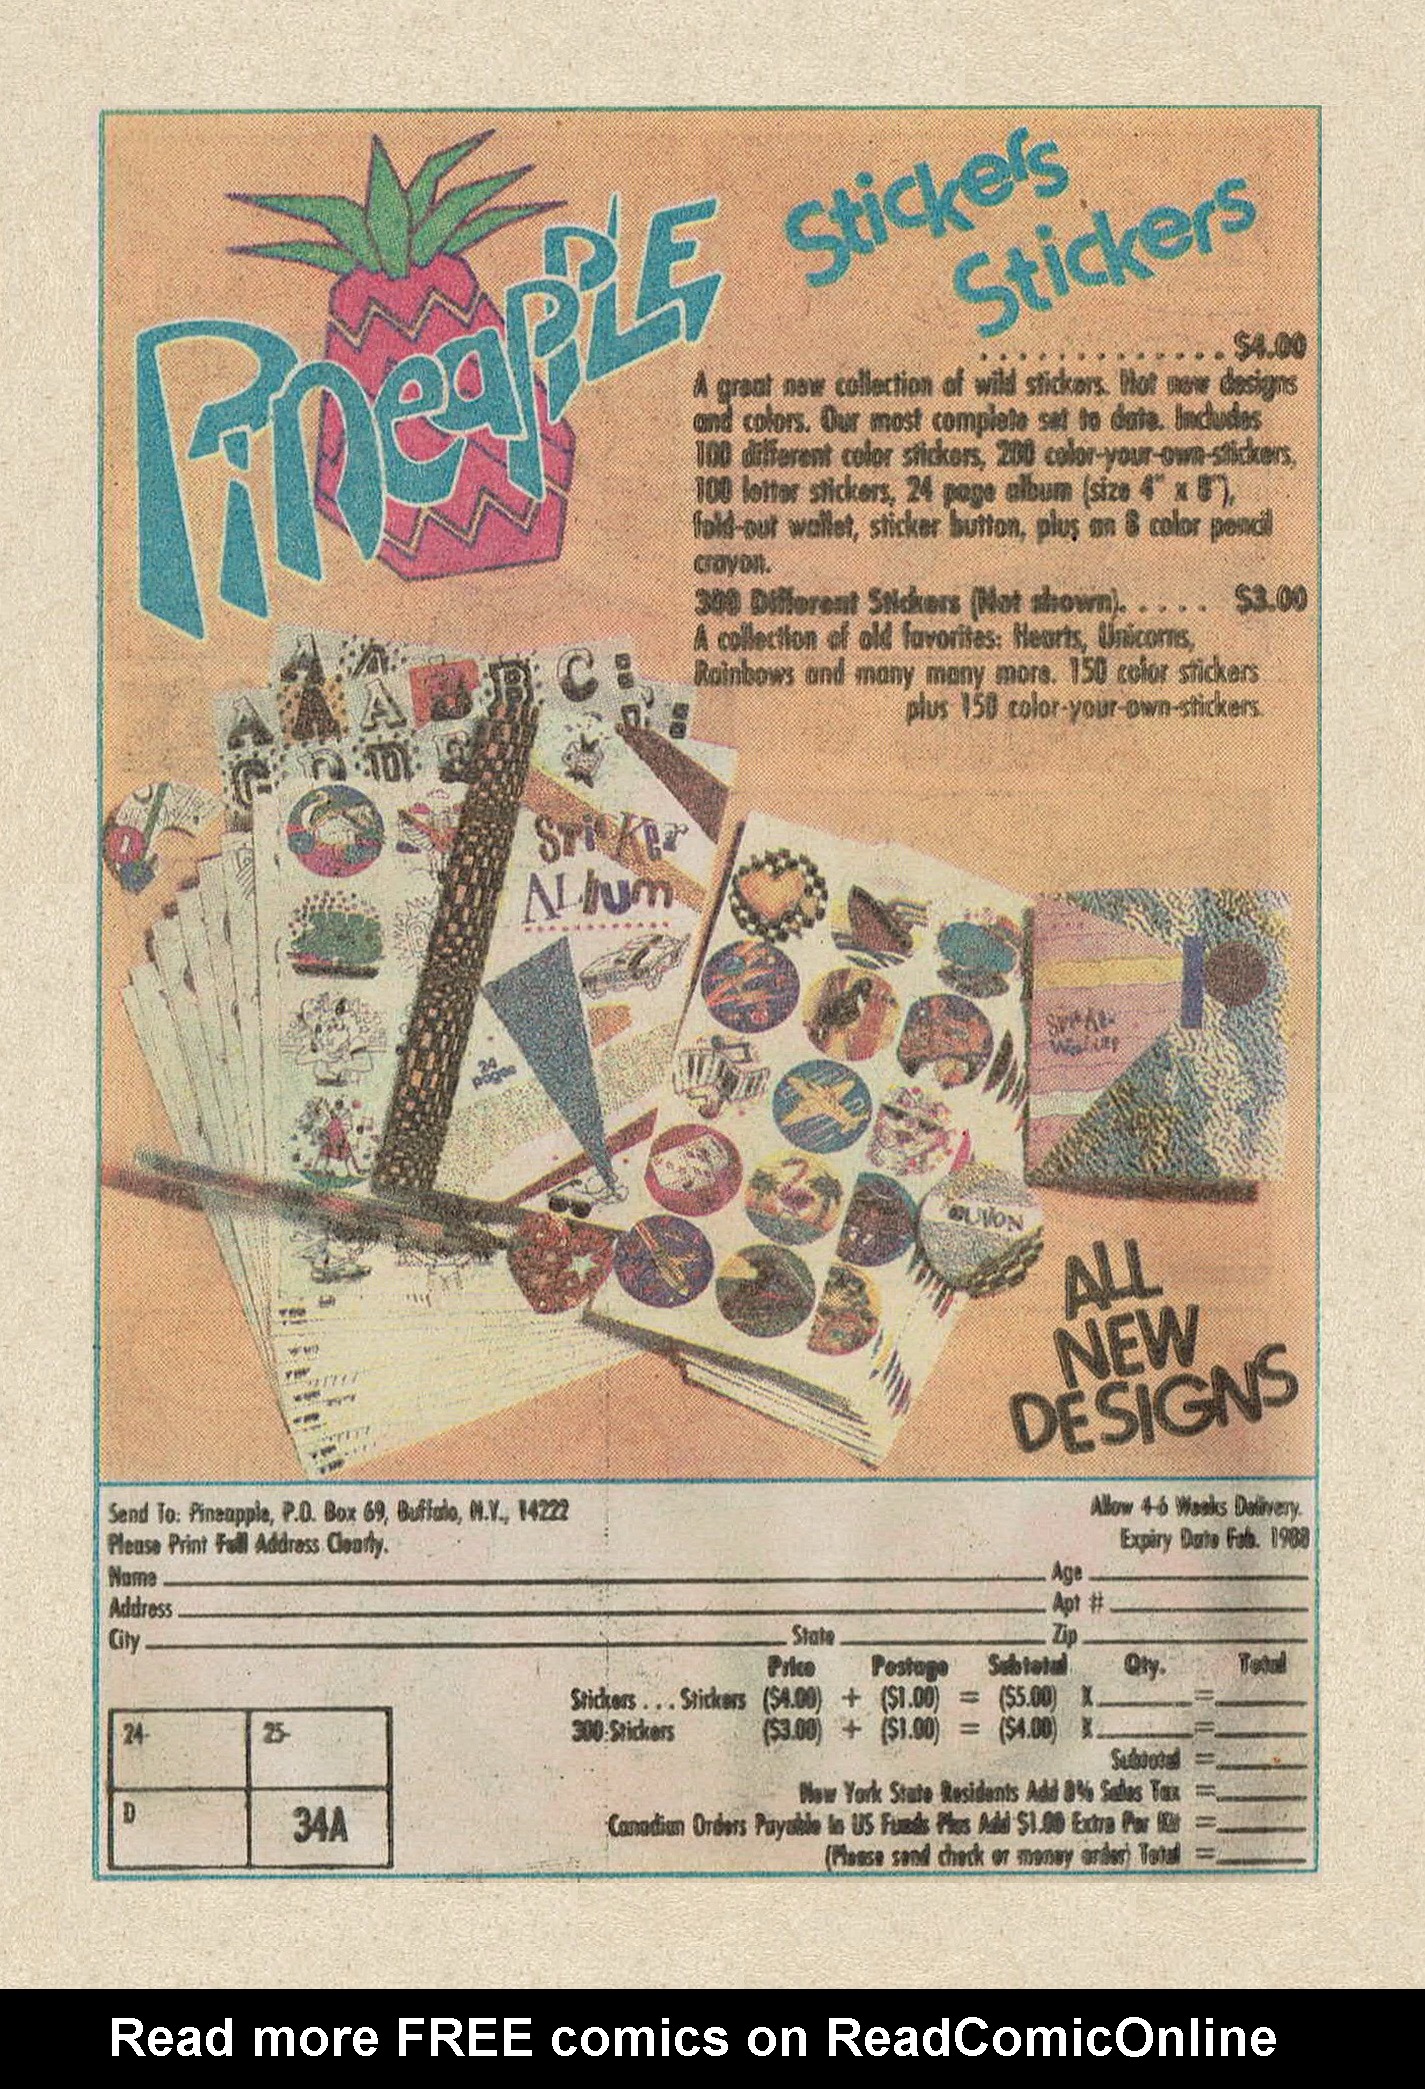 PiNeAPPLE
Stickers
Stickers
. . . . . . . . . . . . . $4.00
A great new collection of wild stickers. Hot new designs
and colors. Our most complete set to date. Includes
100 different color stickers, 200 color-your-own-stickers,
100 letter stickers, 24 page album (size 4" x 8"),
fold-out wallet, sticker button, plus an 8 color pencil
crayon.
300 Different Stickers (Not shown). . . . . $3.00
A collection of old favorites: Hearts, Unicorns,
Rainbows and many many more. 150 color stickers
plus 150 color-your-own-stickers.
A A A A B B C
Sticker
ALbum
24
pages
ALL
NEW
DESIGNS
Send To: Pineapple, P.O. Box 69, Buffalo, N.Y., 14222
Allow 4-6 Weeks Delivery.
Please Print Full Address Clearly.
Expiry Date Feb. 1988
Name Age
Address Apt #
City State Zip
Price Postage Subtotal Qty. Total
Stickers . . . Stickers ($4.00) + ($1.00) = ($5.00) X =
300-Stickers ($3.00) + ($1.00) = ($4.00) X =
Subtotal =
New York State Residents Add 8% Sales Tax =
Canadian Orders Payable In US Funds Plus Add $1.00 Extra Per Kit =
(Please send check or money order) Total =
24- 25-
D 34A
Read more FREE comics on ReadComicOnline